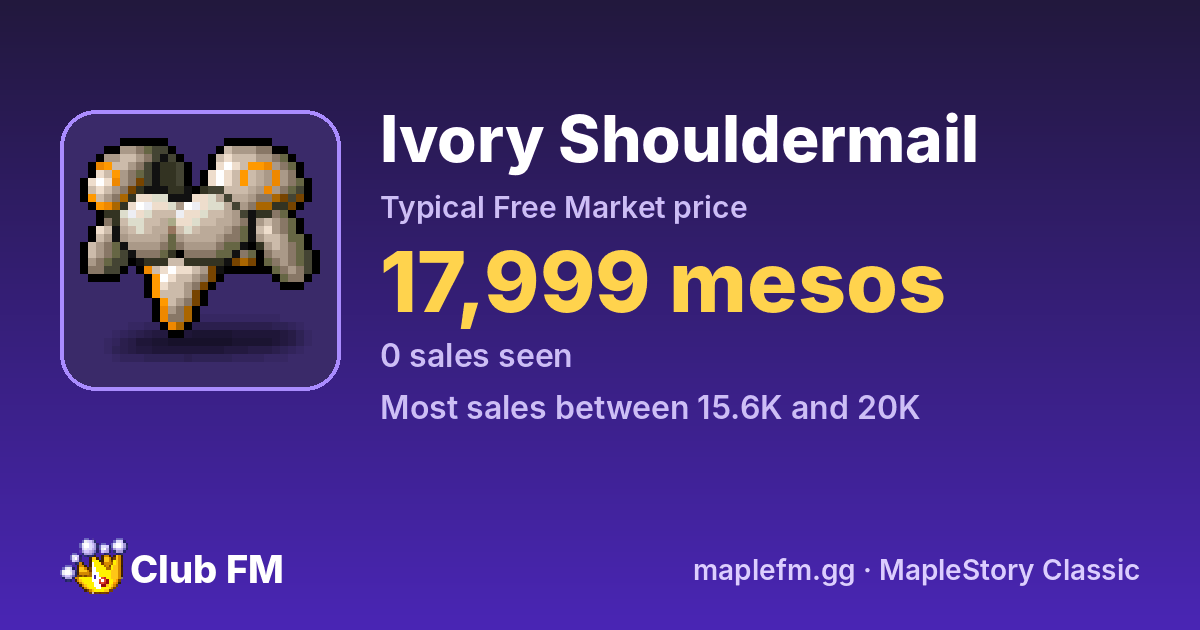 Ivory Shouldermail
Typical Free Market price
17,999 mesos
0 sales seen
Most sales between 15.6K and 20K
Club FM
maplefm.gg · MapleStory Classic